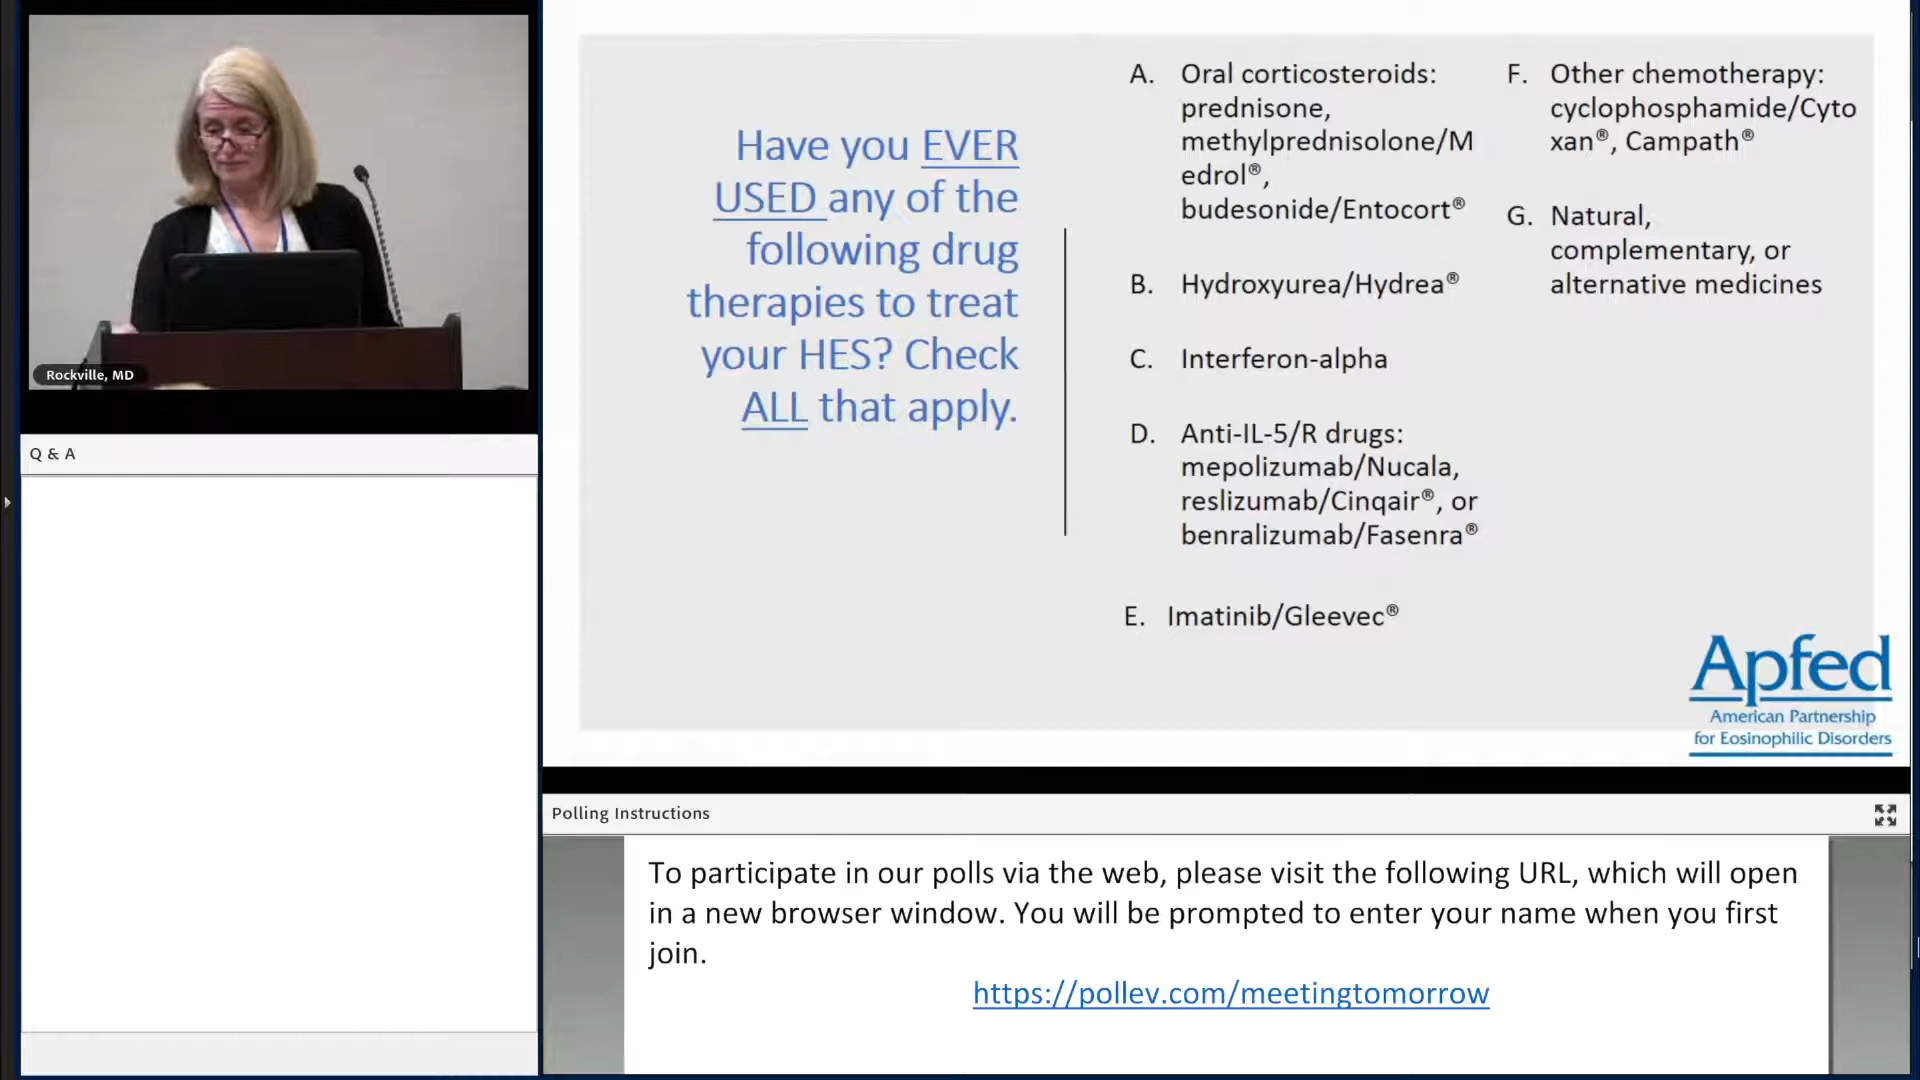 Rockville, MD
Q & A
Have you EVER
USED any of the
following drug
therapies to treat
your HES? Check
ALL that apply.
A. Oral corticosteroids:
prednisone,
methylprednisolone/M
edrol®,
budesonide/Entocort®
B. Hydroxyurea/Hydrea®
C. Interferon-alpha
D. Anti-IL-5/R drugs:
mepolizumab/Nucala,
reslizumab/Cinqair®, or
benralizumab/Fasenra®
E. Imatinib/Gleevec®
F. Other chemotherapy:
cyclophosphamide/Cyto
xan®, Campath®
G. Natural,
complementary, or
alternative medicines
Apfed
American Partnership
for Eosinophilic Disorders
Polling Instructions
To participate in our polls via the web, please visit the following URL, which will open
in a new browser window. You will be prompted to enter your name when you first
join.
https://pollev.com/meetingtomorrow